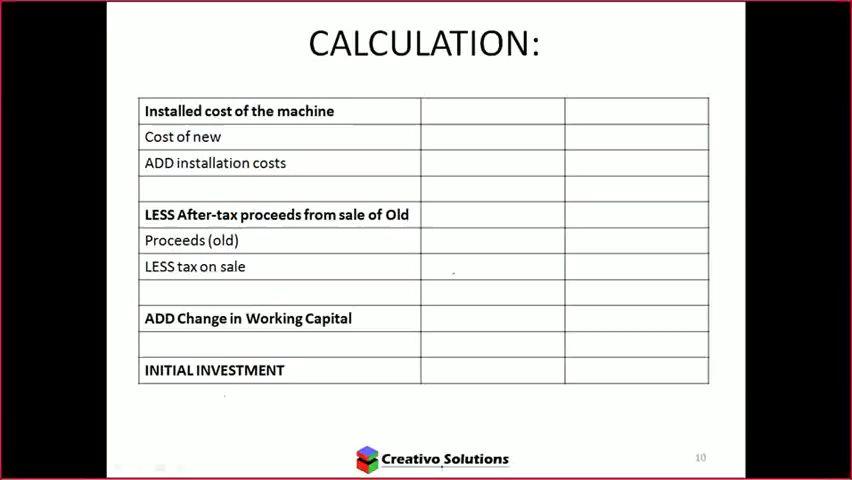 CALCULATION:
Installed cost of the machine
Cost of new
ADD installation costs
LESS After-tax proceeds from sale of Old
Proceeds (old)
LESS tax on sale
ADD Change in Working Capital
INITIAL INVESTMENT
Creativo Solutions
10